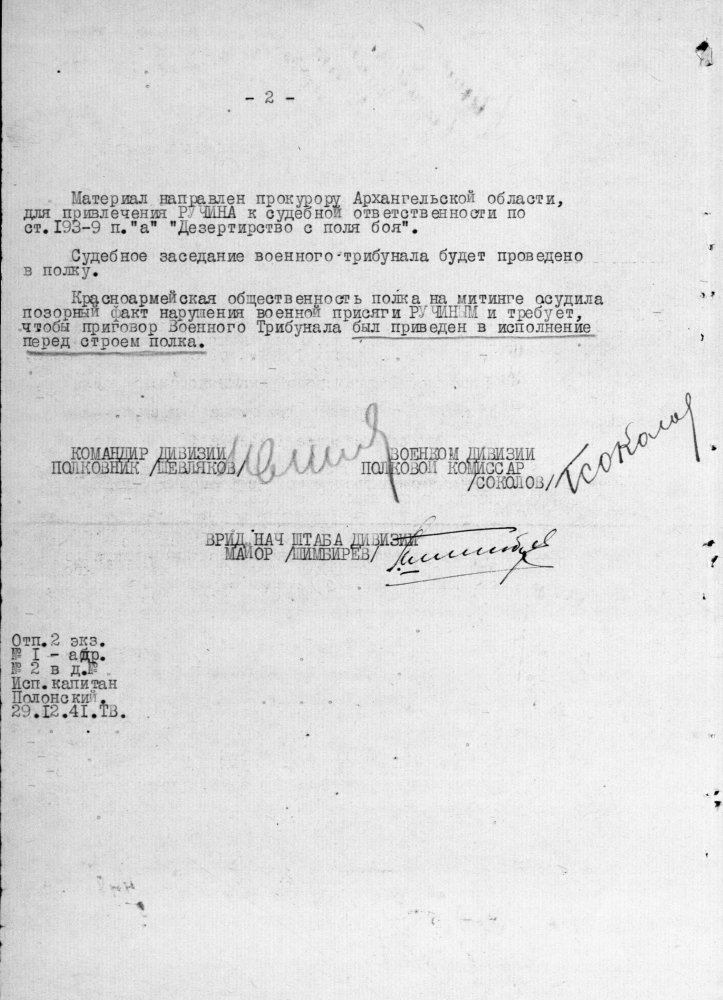 - 2 -
Материал направлен прокурору Архангельской области,
для привлечения РУЧИНА к судебной ответственности по
ст.193-9 п."а" "Дезертирство с поля боя".
Судебное заседание военного трибунала будет проведено
в полку.
Красноармейская общественность полка на митинге осудила
позорный факт нарушения военной присяги РУЧИНЫМ и требует,
чтобы приговор Военного Трибунала был приведен в исполнение
перед строем полка.
КОМАНДИР ДИВИЗИИ
ПОЛКОВНИК /ШЕВЛЯКОВ/
ВОЕНКОМ ДИВИЗИИ
ПОЛКОВОЙ КОМИССАР
/СОКОЛОВ/
ВРИД НАЧ ШТАБА ДИВИЗИИ
МАЙОР /ШИМБИРЕВ/
Отп.2 экз.
№ I - адр.
№ 2 в д.№
Исп.капитан
Полонский.
29.12.41.ТВ.